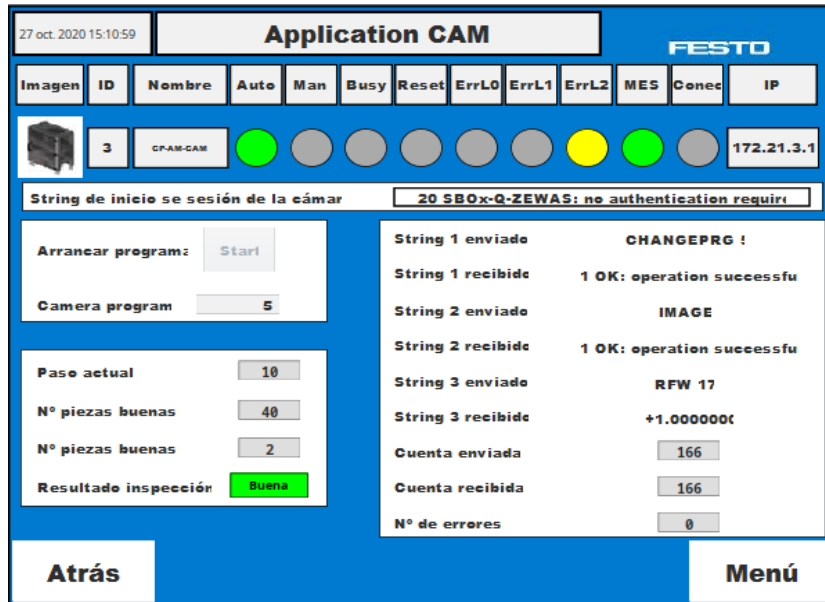 27 oct. 2020 15:10:59
Application CAM
FESTO
Imagen ID Nombre Auto Man Busy Reset ErrL0 ErrL1 ErrL2 MES Conec IP
3 CP-AM-CAM 172.21.3.1
String de inicio se sesión de la cámar 20 SBOx-Q-ZEWAS: no authentication require
Arrancar programa Start
Camera program 5
Paso actual 10
Nº piezas buenas 40
Nº piezas buenas 2
Resultado inspección Buena
String 1 enviado CHANGEPRG
String 1 recibido 1 OK: operation successfu
String 2 enviado IMAGE
String 2 recibido 1 OK: operation successfu
String 3 enviado RFW 17
String 3 recibido +1.0000000
Cuenta enviada 166
Cuenta recibida 166
Nº de errores 0
Atrás Menú